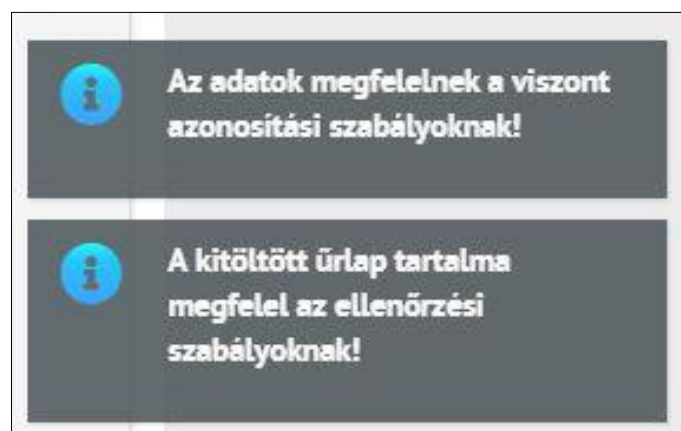 Az adatok megfelelnek a viszont
azonosítási szabályoknak!
A kitöltött űrlap tartalma
megfelel az ellenőrzési
szabályoknak!